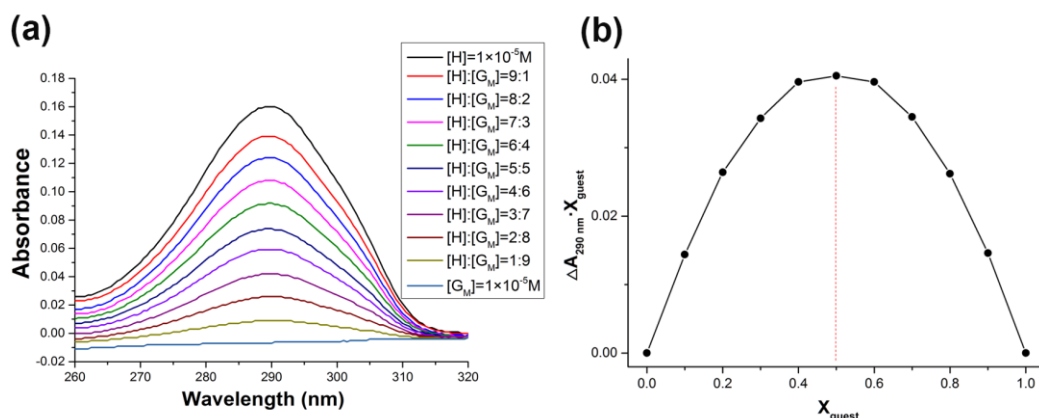 (a)
Absorbance
0.18
0.16
0.14
0.12
0.10
0.08
0.06
0.04
0.02
0.00
-0.02
260 270 280 290 300 310 320
Wavelength (nm)
[H]=1×10⁻⁵M
[H]:[G_M]=9:1
[H]:[G_M]=8:2
[H]:[G_M]=7:3
[H]:[G_M]=6:4
[H]:[G_M]=5:5
[H]:[G_M]=4:6
[H]:[G_M]=3:7
[H]:[G_M]=2:8
[H]:[G_M]=1:9
[G_M]=1×10⁻⁵M
(b)
ΔA_290 nm·X_guest
0.04
0.02
0.00
0.0 0.2 0.4 0.6 0.8 1.0
X_guest